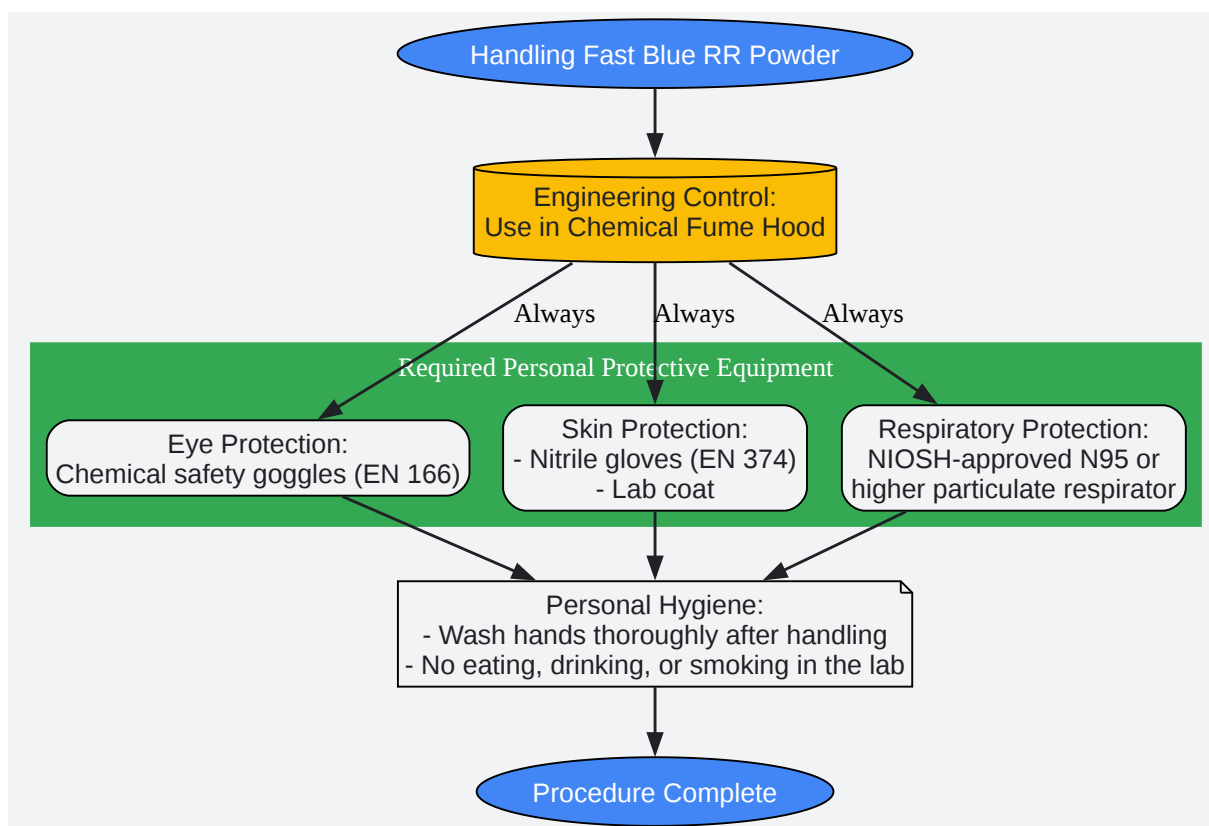 Handling Fast Blue RR Powder
Engineering Control:
Use in Chemical Fume Hood
Always
Always
Always
Required Personal Protective Equipment
Eye Protection:
Chemical safety goggles (EN 166)
Skin Protection:
- Nitrile gloves (EN 374)
- Lab coat
Respiratory Protection:
NIOSH-approved N95 or
higher particulate respirator
Personal Hygiene:
- Wash hands thoroughly after handling
- No eating, drinking, or smoking in the lab
Procedure Complete